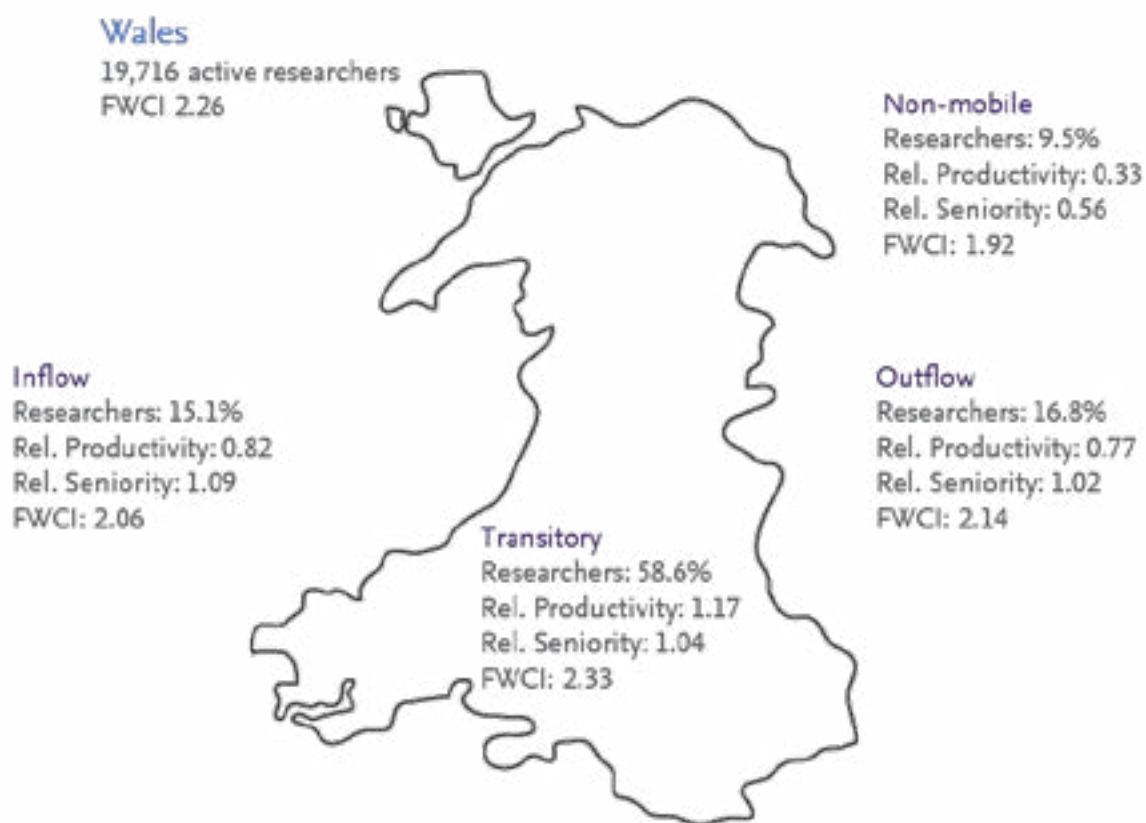 Wales
19,716 active researchers
FWCI 2.26
Non-mobile
Researchers: 9.5%
Rel. Productivity: 0.33
Rel. Seniority: 0.56
FWCI: 1.92
Inflow
Researchers: 15.1%
Rel. Productivity: 0.82
Rel. Seniority: 1.09
FWCI: 2.06
Outflow
Researchers: 16.8%
Rel. Productivity: 0.77
Rel. Seniority: 1.02
FWCI: 2.14
Transitory
Researchers: 58.6%
Rel. Productivity: 1.17
Rel. Seniority: 1.04
FWCI: 2.33